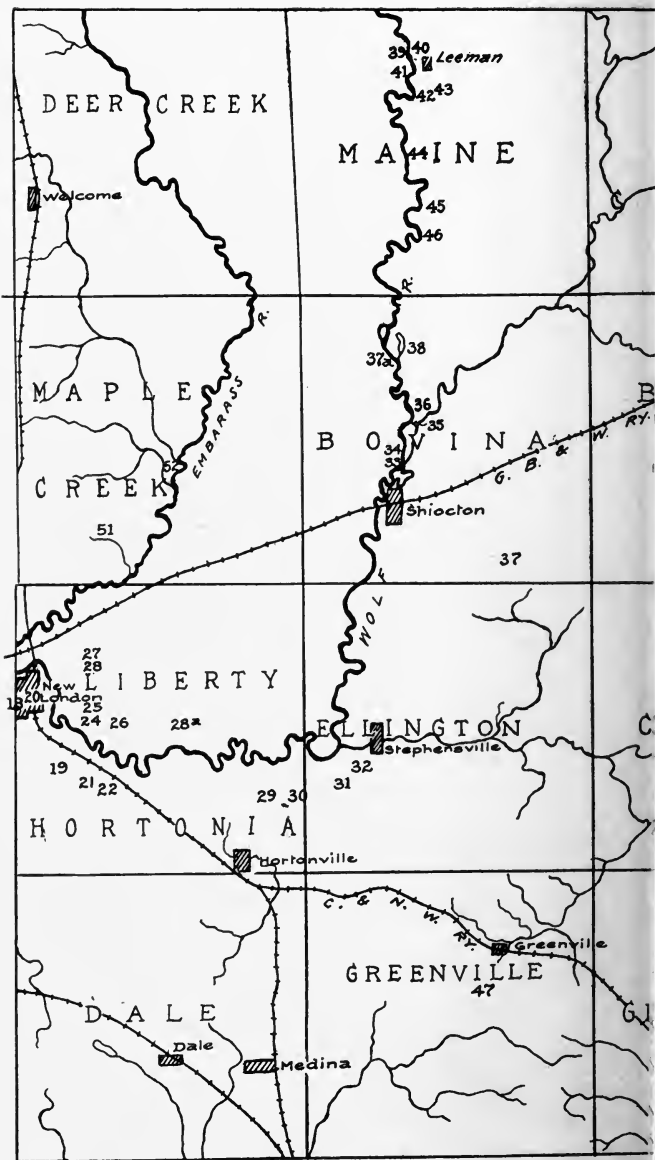 39 40
Leeman
41
42 43
DEER CREEK
MAINE
44
Welcome
C
45
46
R.
R.
38
37a
MAPLE
36
35
EMBARASS
BOVINA
B
34
33
G. B. & W. RY.
52
CREEK
Shiocton
51
37
WOLF
27
28
LIBERTY
New London
18 20
25
24 26 28a
ELLINGTON
C
Stephensville
19
32
21 22
31
29 30
HORTONIA
Hortonville
C. & N. W. RY.
Greenville
GREENVILLE
47
DALE
GI
Dale
Medina